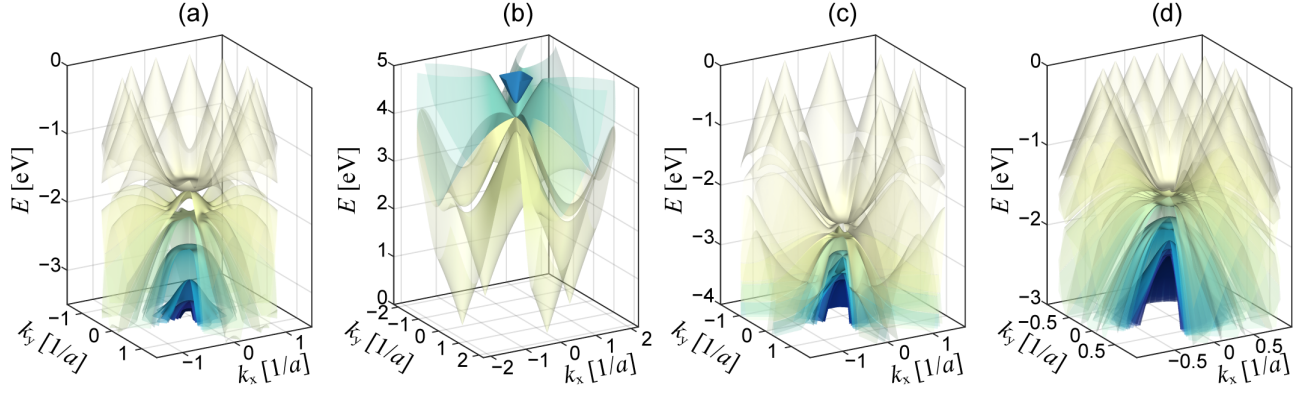 (a) (b) (c) (d)
0 −1 −2 −3
E [eV]
−1 0 1
k_y [1/a]
−1 0 1
k_x [1/a]
5 4 3 2 1 0
E [eV]
−2 −1 0 1 2
k_y [1/a]
−2 −1 0 1 2
k_x [1/a]
0 −1 −2 −3 −4
E [eV]
−1 0 1
k_y [1/a]
−1 0 1
k_x [1/a]
0 −1 −2 −3
E [eV]
−0.5 0 0.5
k_y [1/a]
−0.5 0 0.5
k_x [1/a]